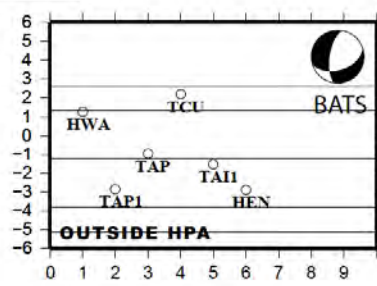 6
5
4
3
2
1
0
−1
−2
−3
−4
−5
−6
BATS
TCU
HWA
TAP
TAI1
TAP1
HEN
OUTSIDE HPA
0 1 2 3 4 5 6 7 8 9